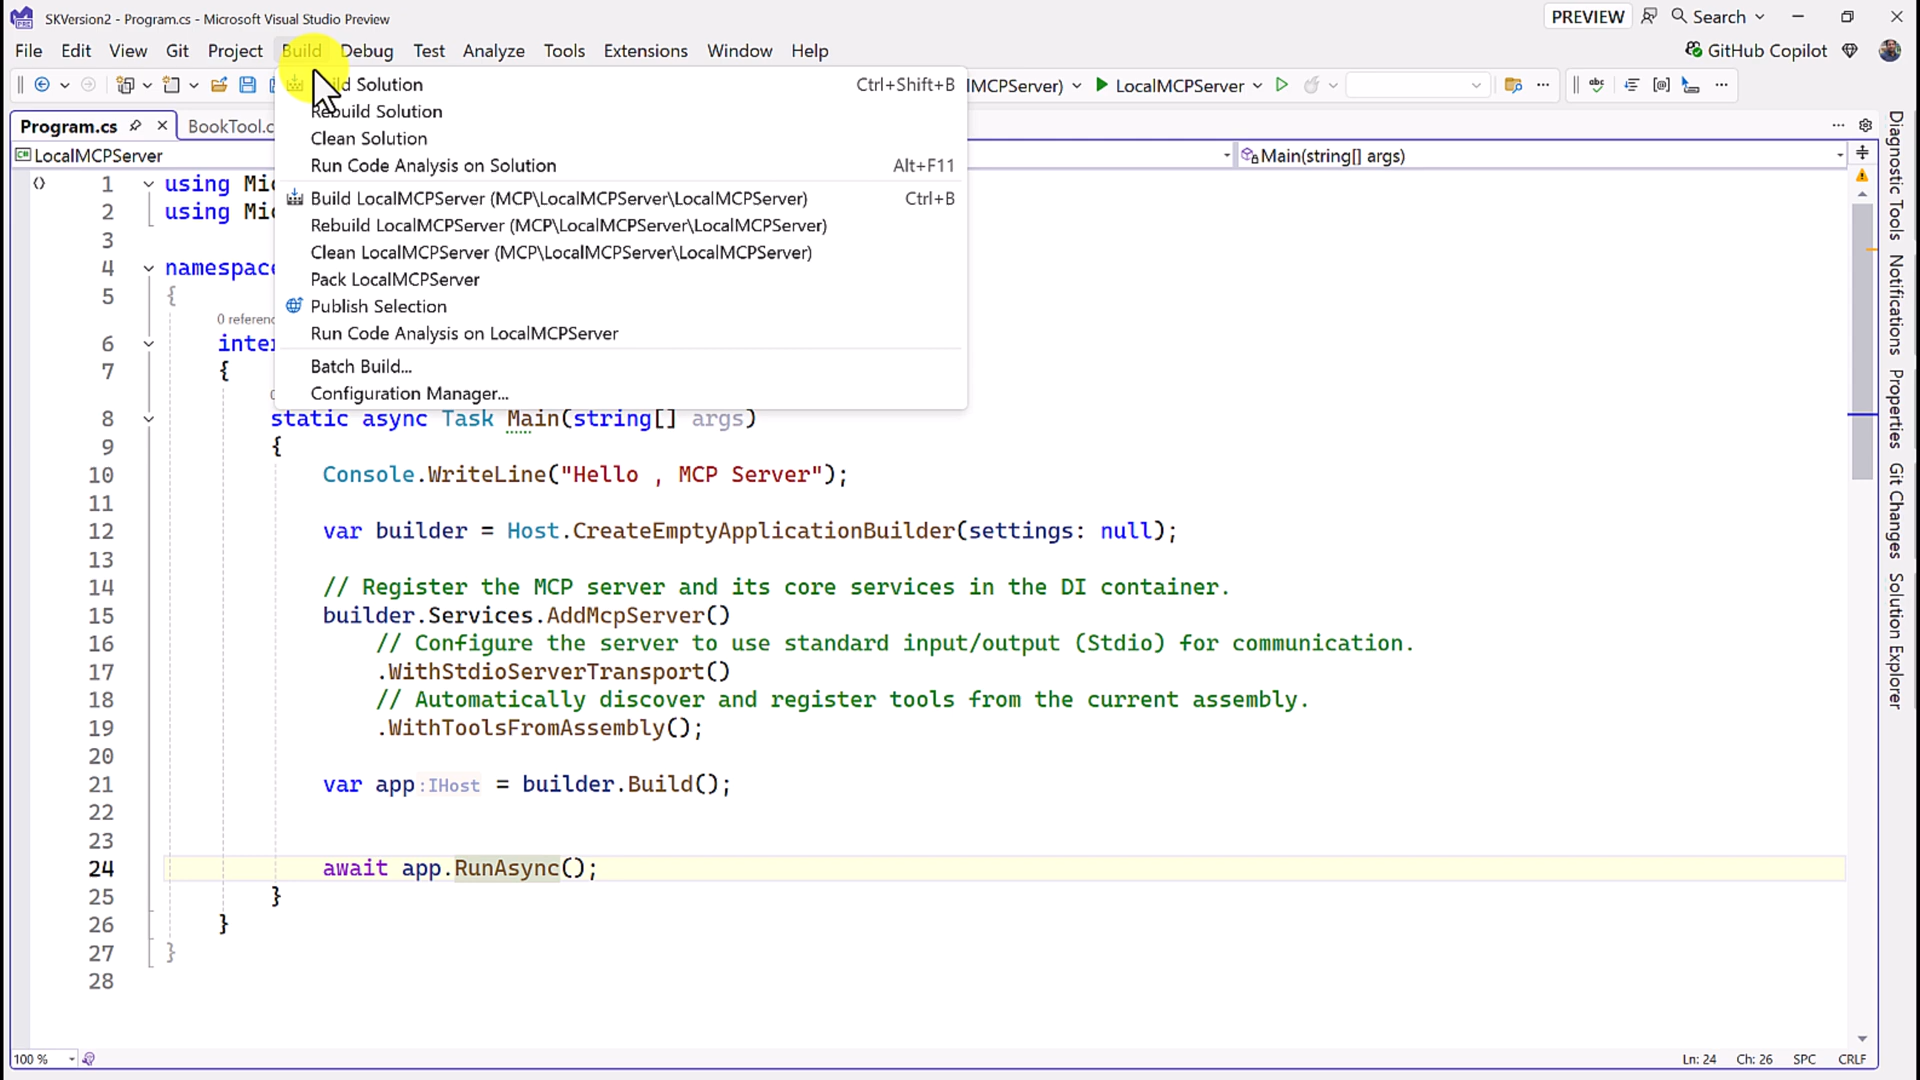 SKVersion2 - Program.cs - Microsoft Visual Studio Preview
PREVIEW
Search
File Edit View Git Project Build Debug Test Analyze Tools Extensions Window Help
GitHub Copilot
Build Solution Ctrl+Shift+B
MCPServer) LocalMCPServer
Rebuild Solution
Program.cs BookTool.c
Clean Solution
LocalMCPServer
Main(string[] args)
Run Code Analysis on Solution Alt+F11
Build LocalMCPServer (MCP\LocalMCPServer\LocalMCPServer) Ctrl+B
Rebuild LocalMCPServer (MCP\LocalMCPServer\LocalMCPServer)
Clean LocalMCPServer (MCP\LocalMCPServer\LocalMCPServer)
Pack LocalMCPServer
Publish Selection
Run Code Analysis on LocalMCPServer
Batch Build...
Configuration Manager...
1 using Mic
2 using Mic
3
4 namespace
5 {
0 referenc
6 inter
7 {
8 static async Task Main(string[] args)
9 {
10 Console.WriteLine("Hello , MCP Server");
11
12 var builder = Host.CreateEmptyApplicationBuilder(settings: null);
13
14 // Register the MCP server and its core services in the DI container.
15 builder.Services.AddMcpServer()
16 // Configure the server to use standard input/output (Stdio) for communication.
17 .WithStdioServerTransport()
18 // Automatically discover and register tools from the current assembly.
19 .WithToolsFromAssembly();
20
21 var app:IHost = builder.Build();
22
23
24 await app.RunAsync();
25 }
26 }
27 }
28
Diagnostic Tools
Notifications
Properties
Git Changes
Solution Explorer
100 %
Ln: 24 Ch: 26 SPC CRLF